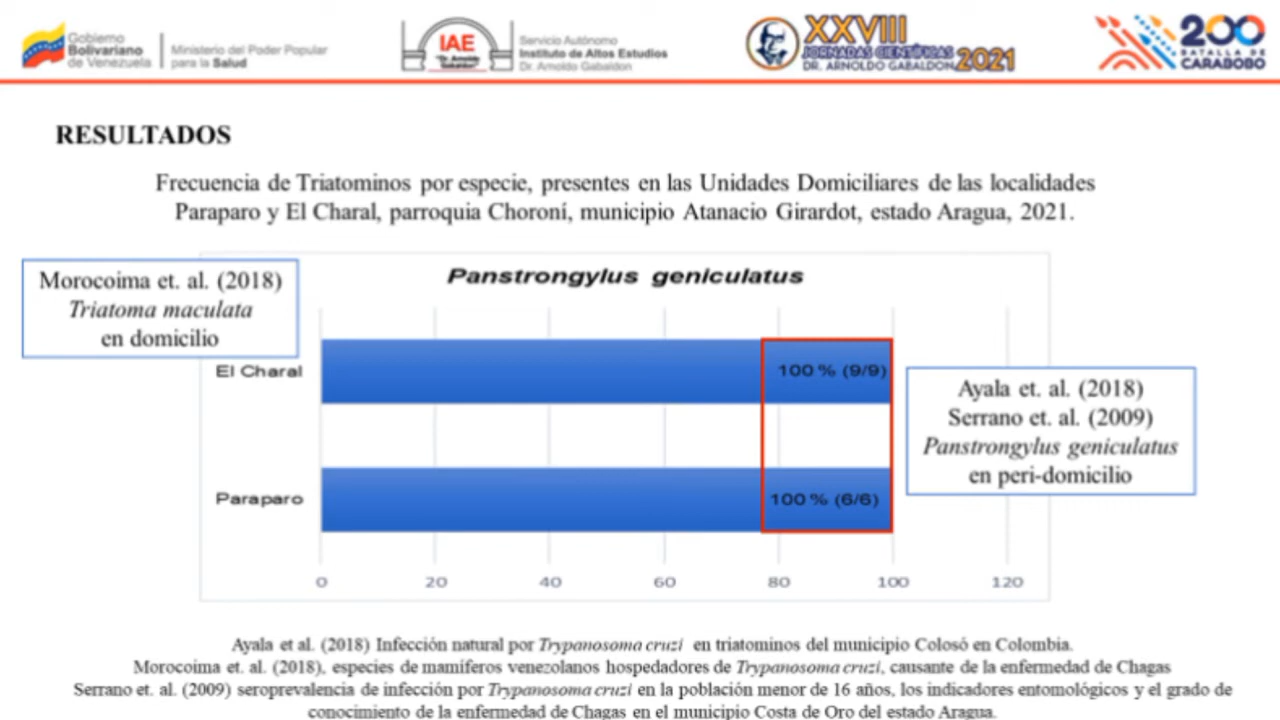 Gobierno
Bolivariano
de Venezuela
Ministerio del Poder Popular
para la Salud
IAE
"Dr. Arnoldo
Gabaldon"
Servicio Autónomo
Instituto de Altos Estudios
Dr. Arnoldo Gabaldon
XXVIII
JORNADAS CIENTÍFICAS
DR. ARNOLDO GABALDON
2021
200
BATALLA DE
CARABOBO
RESULTADOS
Frecuencia de Triatominos por especie, presentes en las Unidades Domiciliares de las localidades
Paraparo y El Charal, parroquia Choroní, municipio Atanacio Girardot, estado Aragua, 2021.
Morocoima et. al. (2018)
Triatoma maculata
en domicilio
Panstrongylus geniculatus
El Charal
100 % (9/9)
Ayala et. al. (2018)
Serrano et. al. (2009)
Panstrongylus geniculatus
en peri-domicilio
Paraparo
100 % (6/6)
0 20 40 60 80 100 120
Ayala et al. (2018) Infección natural por Trypanosoma cruzi en triatominos del municipio Colosó en Colombia.
Morocoima et. al. (2018), especies de mamíferos venezolanos hospedadores de Trypanosoma cruzi, causante de la enfermedad de Chagas
Serrano et. al. (2009) seroprevalencia de infección por Trypanosoma cruzi en la población menor de 16 años, los indicadores entomológicos y el grado de
conocimiento de la enfermedad de Chagas en el municipio Costa de Oro del estado Aragua.